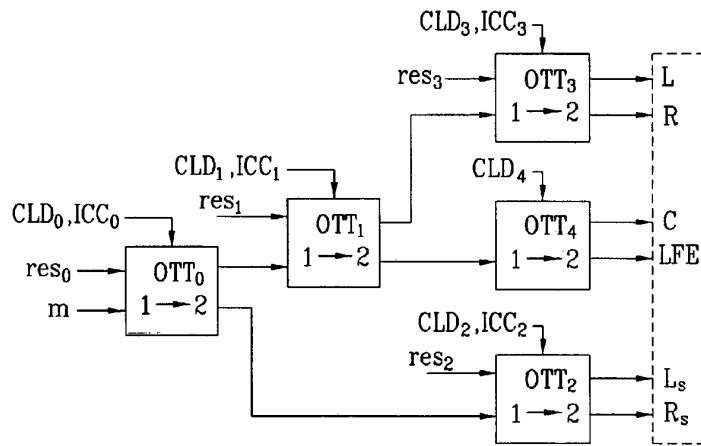 CLD₃,ICC₃
res₃
OTT₃
1 → 2
L
R
CLD₁,ICC₁
res₁
OTT₁
1 → 2
CLD₄
OTT₄
1 → 2
C
LFE
CLD₀,ICC₀
res₀
m
OTT₀
1 → 2
CLD₂,ICC₂
res₂
OTT₂
1 → 2
Lₛ
Rₛ